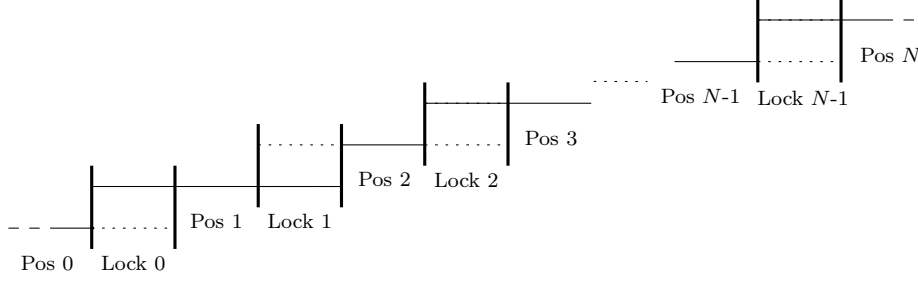 Pos 0
Lock 0
Pos 1
Lock 1
Pos 2
Lock 2
Pos 3
Pos N-1
Lock N-1
Pos N